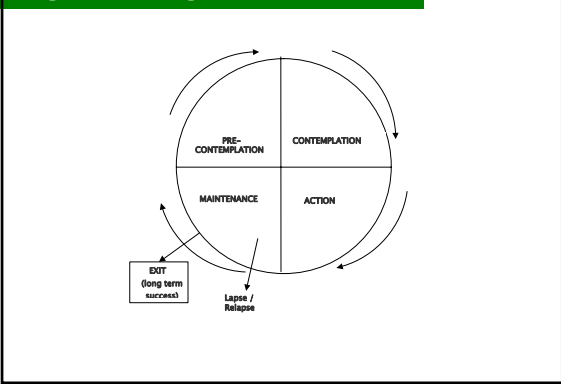 PRE-
CONTEMPLATION
CONTEMPLATION
MAINTENANCE
ACTION
EXIT
(long term
success)
Lapse /
Relapse